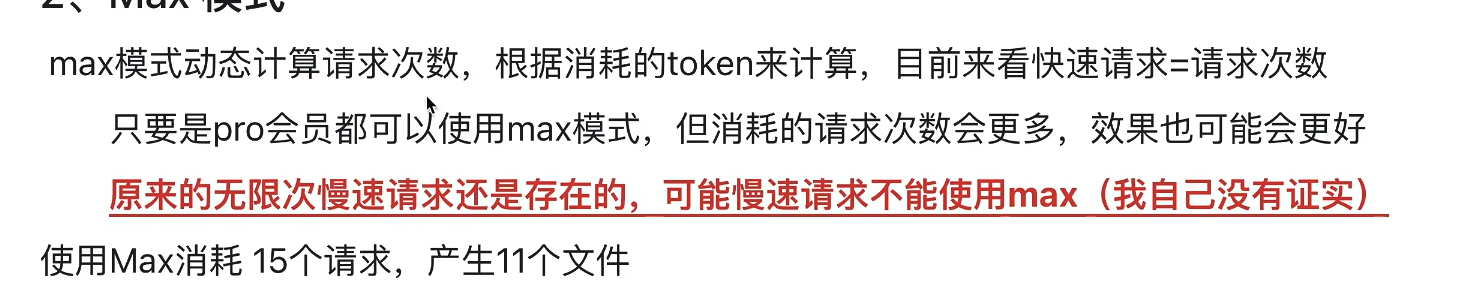 2、Max 模式
max模式动态计算请求次数，根据消耗的token来计算，目前来看快速请求=请求次数
只要是pro会员都可以使用max模式，但消耗的请求次数会更多，效果也可能会更好
原来的无限次慢速请求还是存在的，可能慢速请求不能使用max（我自己没有证实）
使用Max消耗 15个请求，产生11个文件